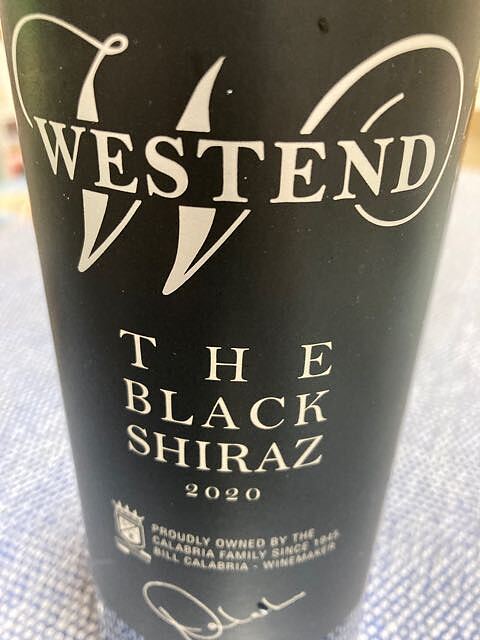 WESTEND
THE
BLACK
SHIRAZ
2020
PROUDLY OWNED BY THE
CALABRIA FAMILY SINCE 1945
BILL CALABRIA - WINEMAKER